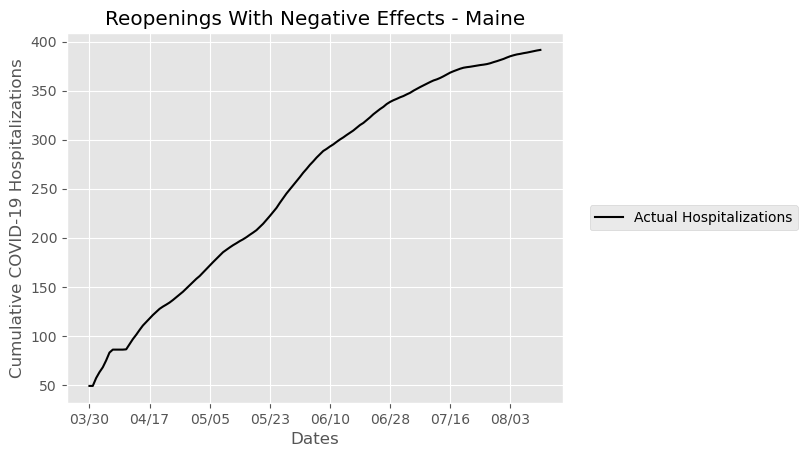 Reopenings With Negative Effects - Maine
Cumulative COVID-19 Hospitalizations
400
350
300
250
200
150
100
50
03/30 04/17 05/05 05/23 06/10 06/28 07/16 08/03
Dates
Actual Hospitalizations